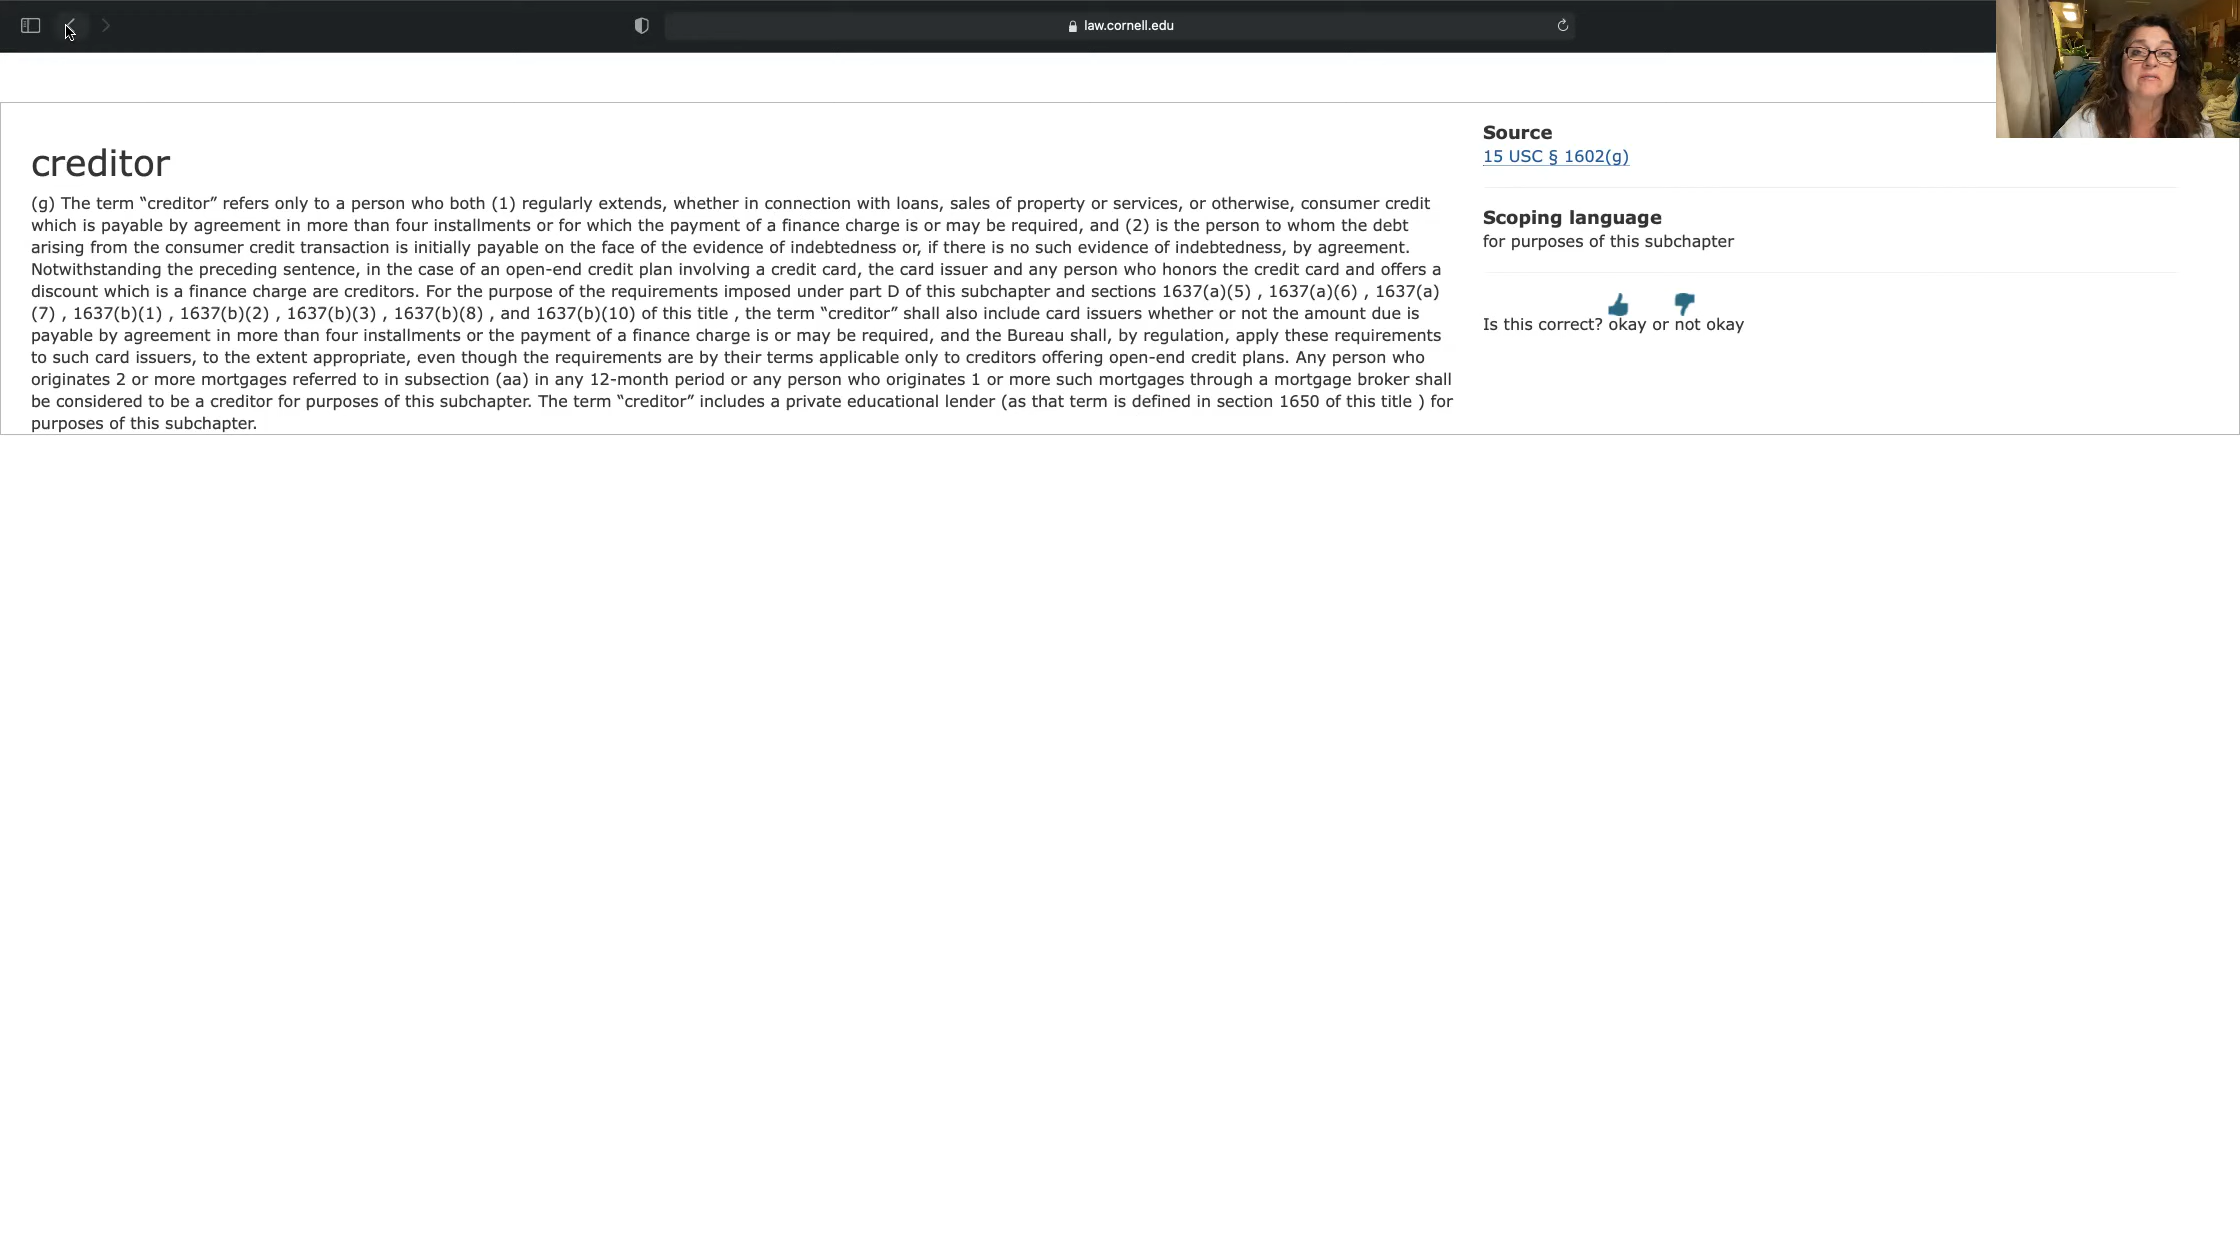 law.cornell.edu
creditor
(g) The term “creditor” refers only to a person who both (1) regularly extends, whether in connection with loans, sales of property or services, or otherwise, consumer credit
which is payable by agreement in more than four installments or for which the payment of a finance charge is or may be required, and (2) is the person to whom the debt
arising from the consumer credit transaction is initially payable on the face of the evidence of indebtedness or, if there is no such evidence of indebtedness, by agreement.
Notwithstanding the preceding sentence, in the case of an open-end credit plan involving a credit card, the card issuer and any person who honors the credit card and offers a
discount which is a finance charge are creditors. For the purpose of the requirements imposed under part D of this subchapter and sections 1637(a)(5) , 1637(a)(6) , 1637(a)
(7) , 1637(b)(1) , 1637(b)(2) , 1637(b)(3) , 1637(b)(8) , and 1637(b)(10) of this title , the term “creditor” shall also include card issuers whether or not the amount due is
payable by agreement in more than four installments or the payment of a finance charge is or may be required, and the Bureau shall, by regulation, apply these requirements
to such card issuers, to the extent appropriate, even though the requirements are by their terms applicable only to creditors offering open-end credit plans. Any person who
originates 2 or more mortgages referred to in subsection (aa) in any 12-month period or any person who originates 1 or more such mortgages through a mortgage broker shall
be considered to be a creditor for purposes of this subchapter. The term “creditor” includes a private educational lender (as that term is defined in section 1650 of this title ) for
purposes of this subchapter.
Source
15 USC § 1602(g)
Scoping language
for purposes of this subchapter
Is this correct? okay or not okay